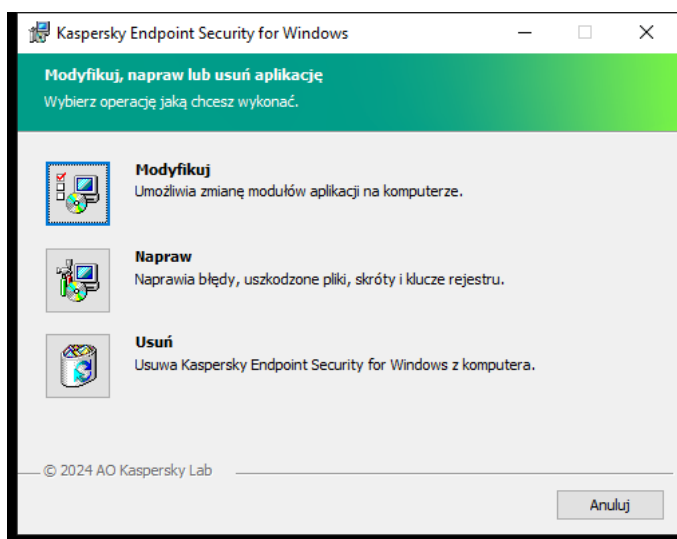 Kaspersky Endpoint Security for Windows
Modyfikuj, napraw lub usuń aplikację
Wybierz operację jaką chcesz wykonać.
Modyfikuj
Umożliwia zmianę modułów aplikacji na komputerze.
Napraw
Naprawia błędy, uszkodzone pliki, skróty i klucze rejestru.
Usuń
Usuwa Kaspersky Endpoint Security for Windows z komputera.
© 2024 AO Kaspersky Lab
Anuluj